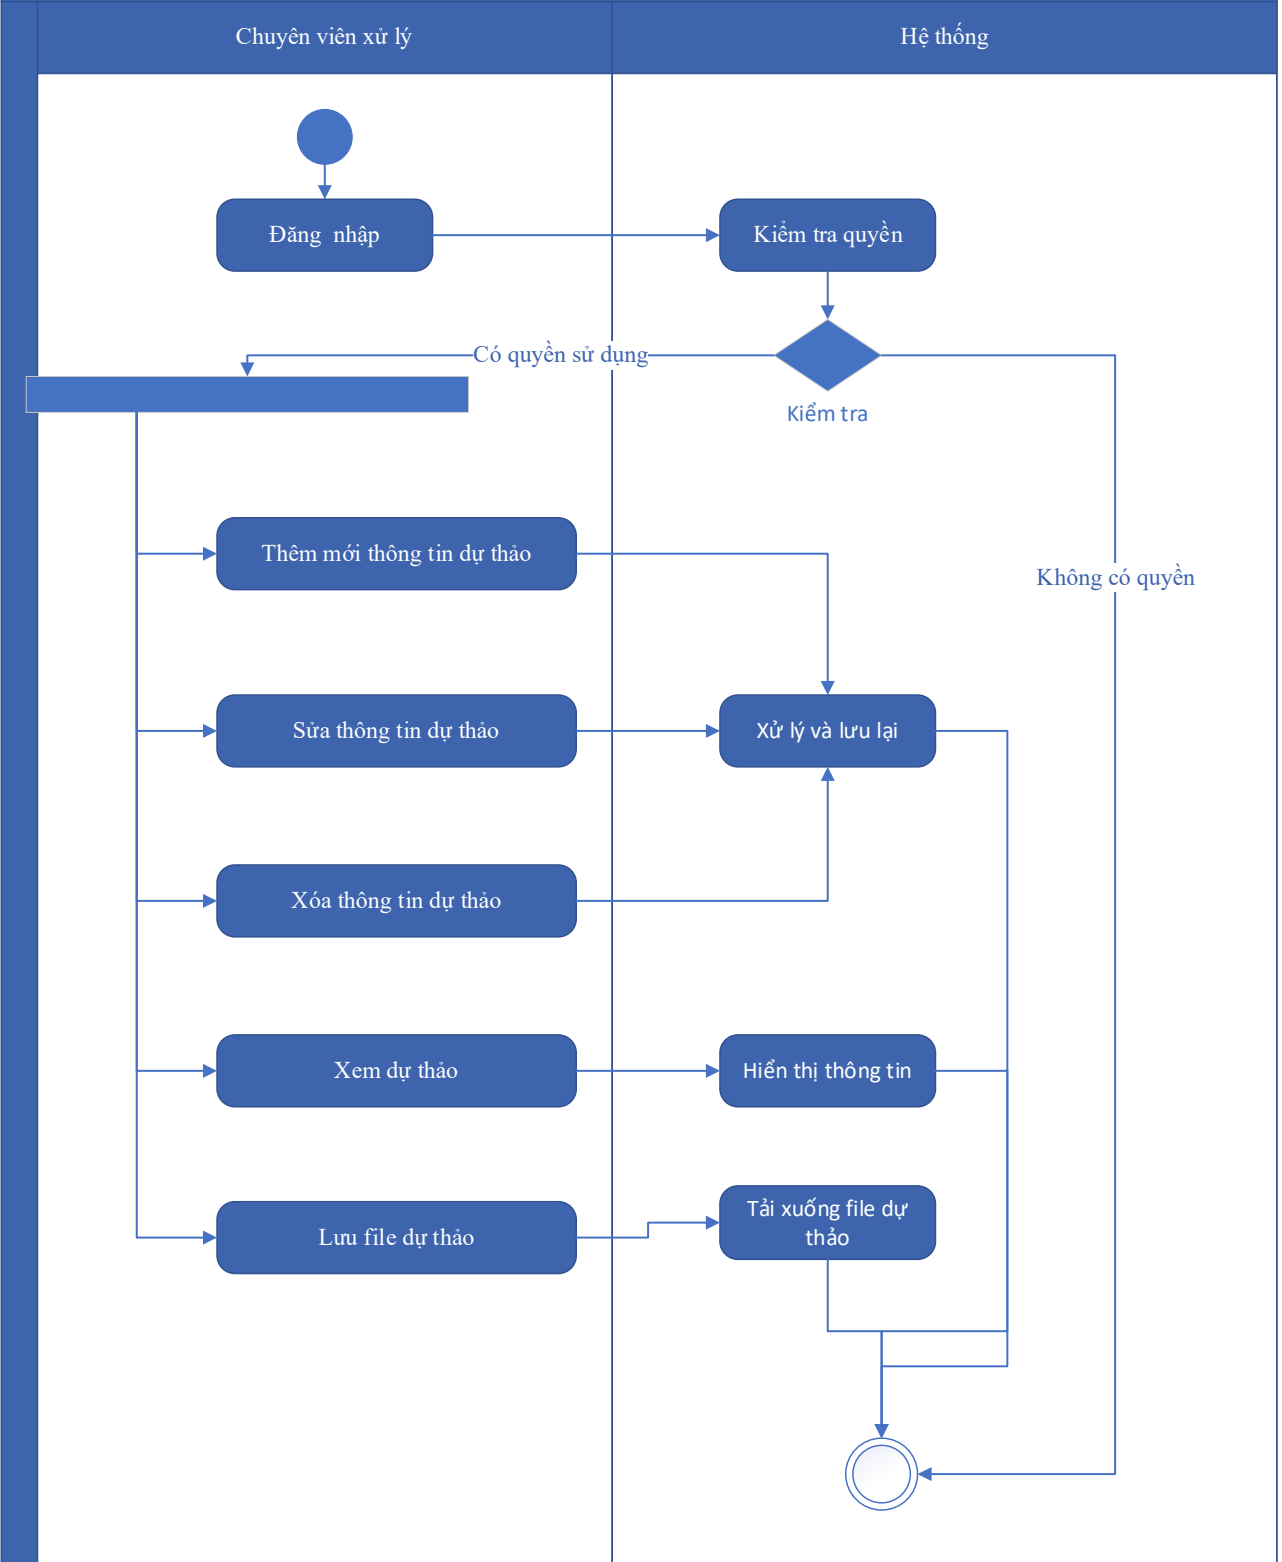 Chuyên viên xử lý
Hệ thống
Đăng nhập
Kiểm tra quyền
Có quyền sử dụng
Kiểm tra
Thêm mới thông tin dự thảo
Không có quyền
Sửa thông tin dự thảo
Xử lý và lưu lại
Xóa thông tin dự thảo
Xem dự thảo
Hiển thị thông tin
Tải xuống file dự
thảo
Lưu file dự thảo